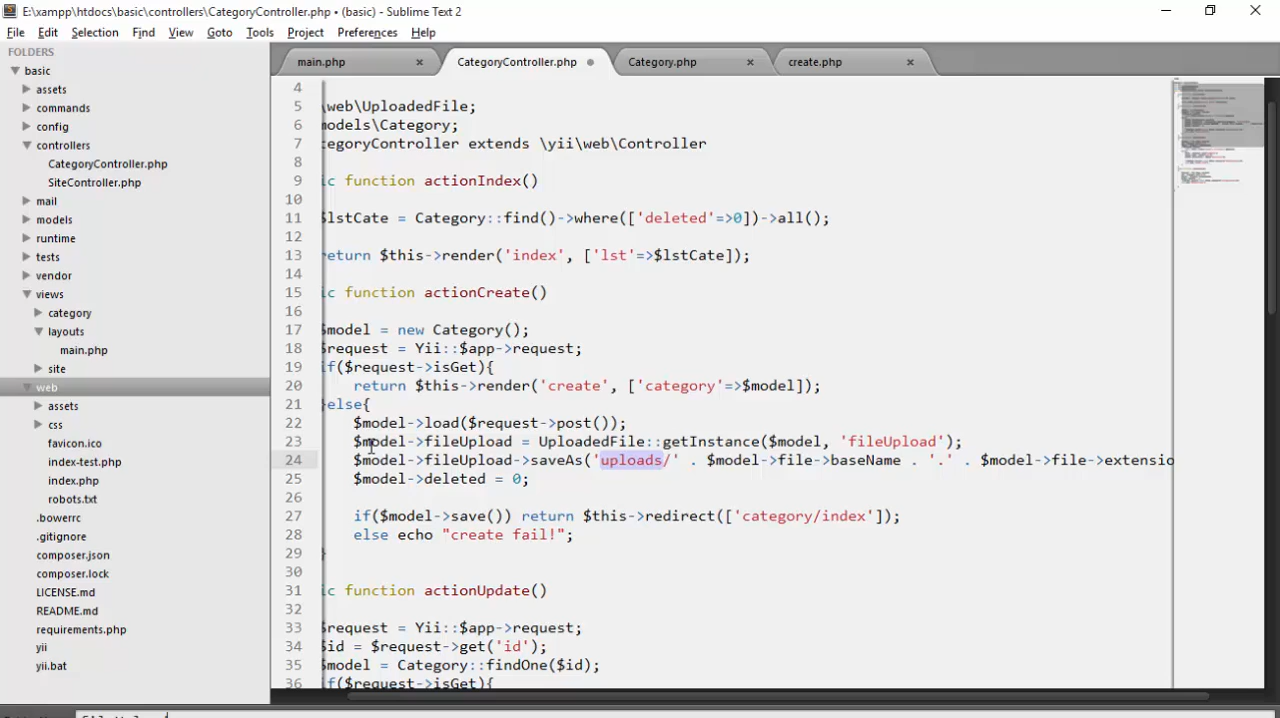 E:\xampp\htdocs\basic\controllers\CategoryController.php • (basic) - Sublime Text 2
File Edit Selection Find View Goto Tools Project Preferences Help
FOLDERS
basic
assets
commands
config
controllers
CategoryController.php
SiteController.php
mail
models
runtime
tests
vendor
views
category
layouts
main.php
site
web
assets
css
favicon.ico
index-test.php
index.php
robots.txt
.bowerrc
.gitignore
composer.json
composer.lock
LICENSE.md
README.md
requirements.php
yii
yii.bat
main.php × CategoryController.php • Category.php × create.php ×
4
5 \web\UploadedFile;
6 models\Category;
7 tegoryController extends \yii\web\Controller
8
9 ic function actionIndex()
10
11 $lstCate = Category::find()->where(['deleted'=>0])->all();
12
13 return $this->render('index', ['lst'=>$lstCate]);
14
15 ic function actionCreate()
16
17 $model = new Category();
18 $request = Yii::$app->request;
19 if($request->isGet){
20 return $this->render('create', ['category'=>$model]);
21 }else{
22 $model->load($request->post());
23 $model->fileUpload = UploadedFile::getInstance($model, 'fileUpload');
24 $model->fileUpload->saveAs('uploads/' . $model->file->baseName . '.' . $model->file->extensio
25 $model->deleted = 0;
26
27 if($model->save()) return $this->redirect(['category/index']);
28 else echo "create fail!";
29 }
30
31 ic function actionUpdate()
32
33 $request = Yii::$app->request;
34 $id = $request->get('id');
35 $model = Category::findOne($id);
36 if($request->isGet){